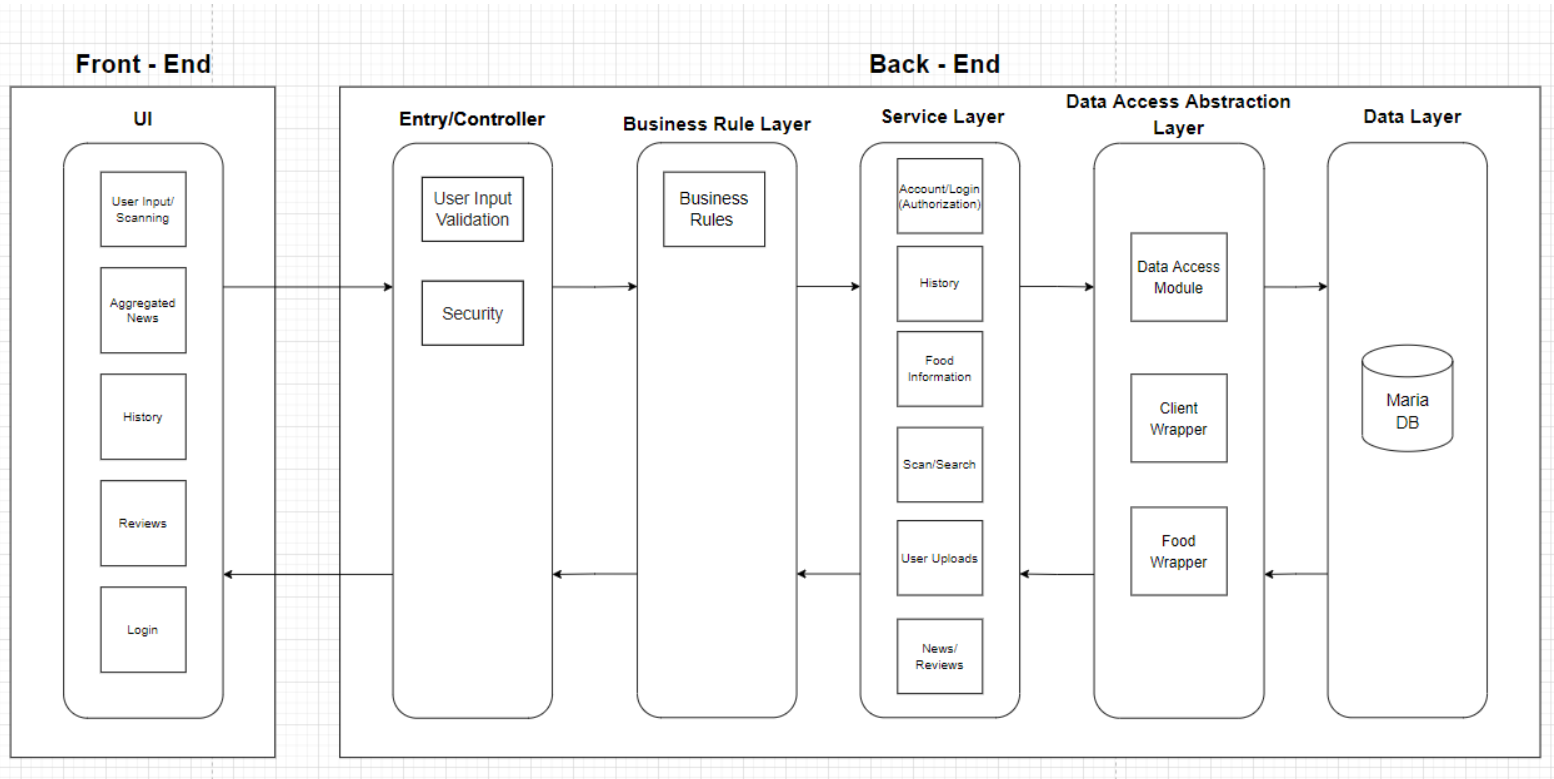 Front - End
Back - End
UI
User Input/
Scanning
Aggregated
News
History
Reviews
Login
Entry/Controller
User Input
Validation
Security
Business Rule Layer
Business
Rules
Service Layer
Account/Login
(Authorization)
History
Food
Information
Scan/Search
User Uploads
News/
Reviews
Data Access Abstraction
Layer
Data Access
Module
Client
Wrapper
Food
Wrapper
Data Layer
Maria
DB